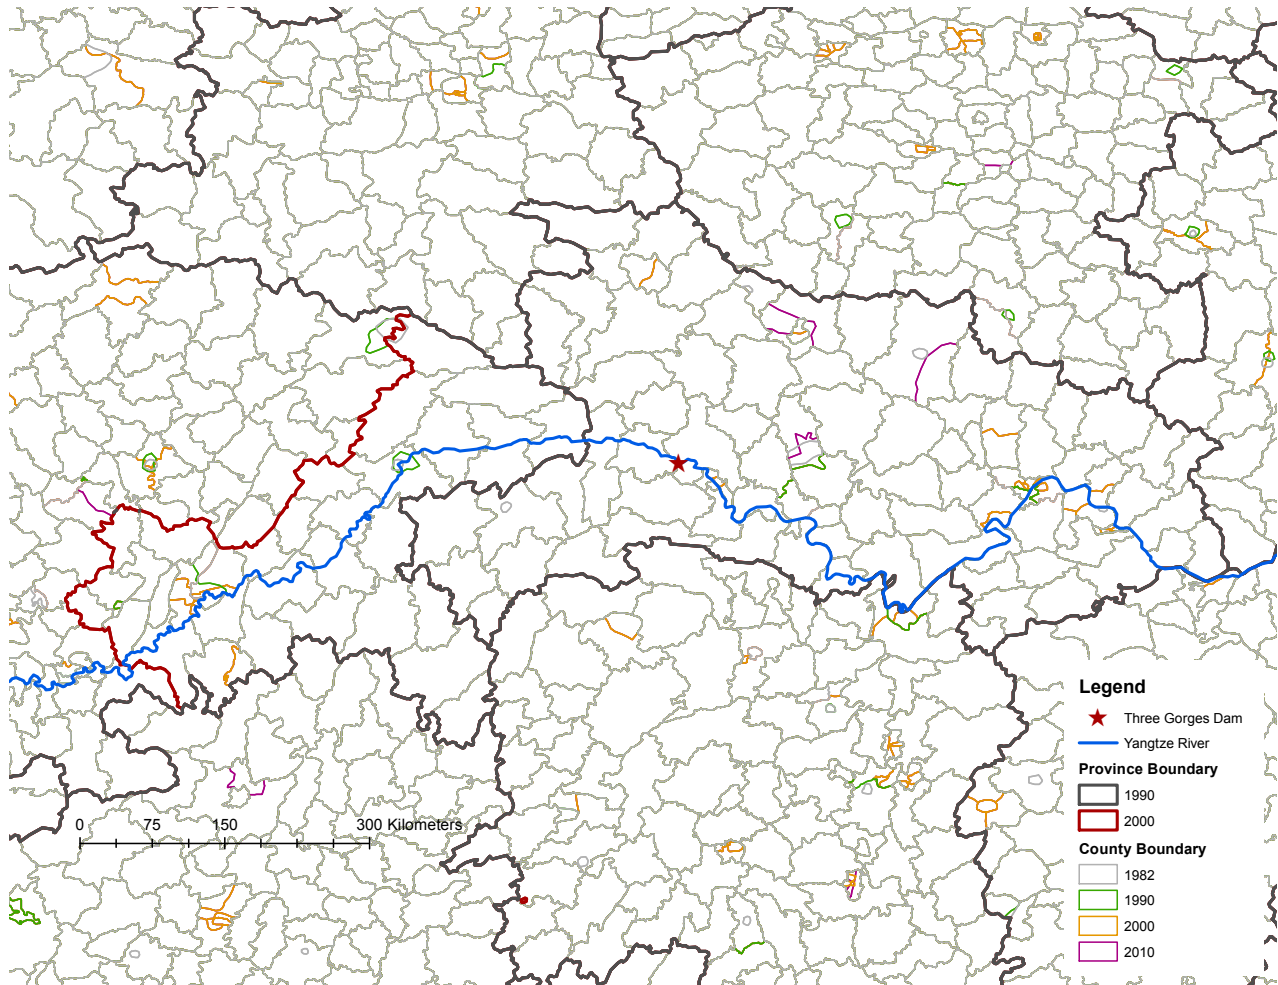 Legend
Three Gorges Dam
Yangtze River
Province Boundary
1990
2000
County Boundary
1982
1990
2000
2010
0 75 150 300 Kilometers